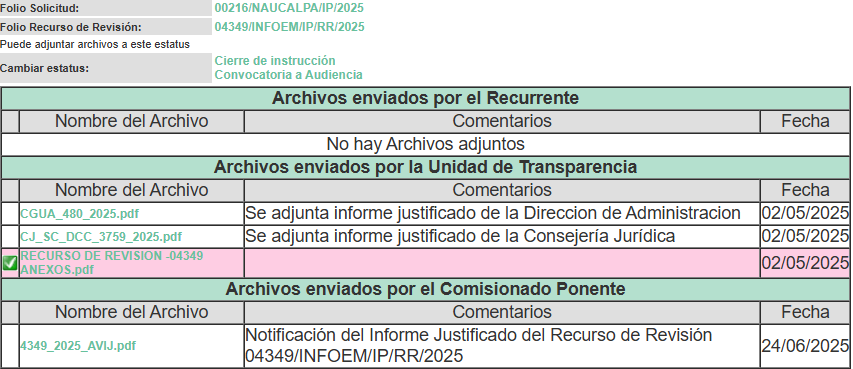 Folio Solicitud: 00216/NAUCALPA/IP/2025
Folio Recurso de Revisión: 04349/INFOEM/IP/RR/2025
Puede adjuntar archivos a este estatus
Cambiar estatus: Cierre de instrucción
Convocatoria a Audiencia
Archivos enviados por el Recurrente
Nombre del Archivo Comentarios Fecha
No hay Archivos adjuntos
Archivos enviados por la Unidad de Transparencia
Nombre del Archivo Comentarios Fecha
CGUA_480_2025.pdf Se adjunta informe justificado de la Direccion de Administracion 02/05/2025
CJ_SC_DCC_3759_2025.pdf Se adjunta informe justificado de la Consejería Jurídica 02/05/2025
RECURSO DE REVISION -04349
ANEXOS.pdf 02/05/2025
Archivos enviados por el Comisionado Ponente
Nombre del Archivo Comentarios Fecha
4349_2025_AVIJ.pdf Notificación del Informe Justificado del Recurso de Revisión
04349/INFOEM/IP/RR/2025 24/06/2025